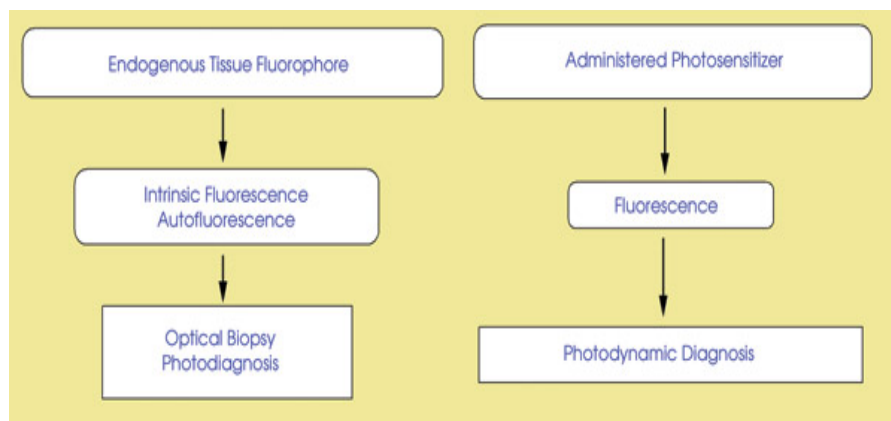 Endogenous Tissue Fluorophore
Intrinsic Fluorescence
Autofluorescence
Optical Biopsy
Photodiagnosis
Administered Photosensitizer
Fluorescence
Photodynamic Diagnosis